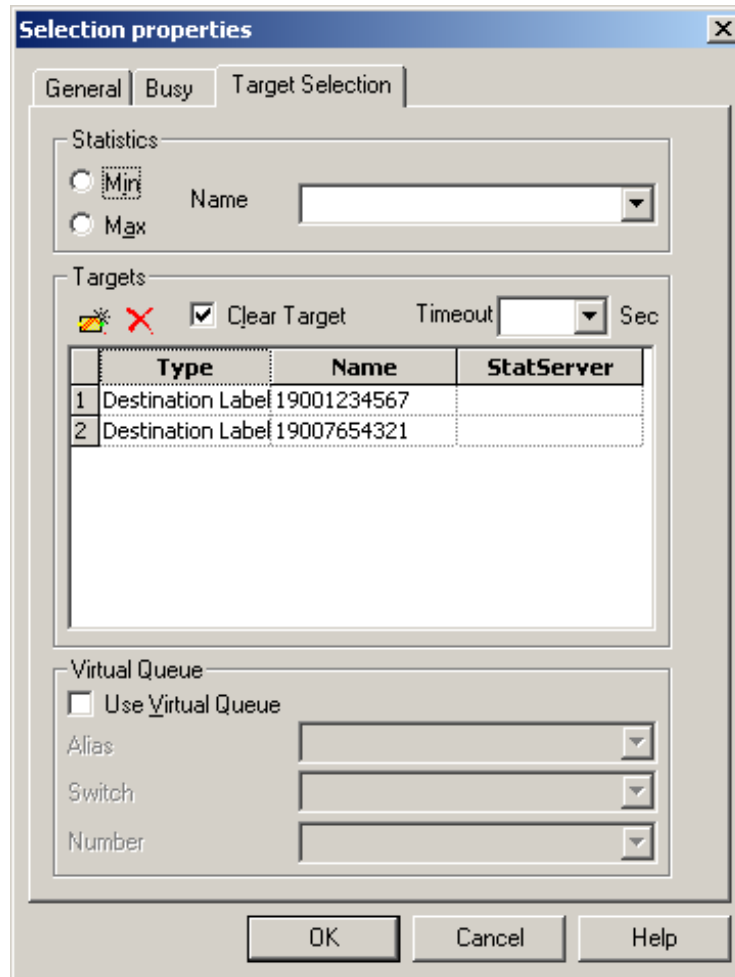 Selection properties
General Busy Target Selection
Statistics
Min
Name
Max
Targets
Clear Target Timeout Sec
Type Name StatServer
1 Destination Label 19001234567
2 Destination Label 19007654321
Virtual Queue
Use Virtual Queue
Alias
Switch
Number
OK Cancel Help